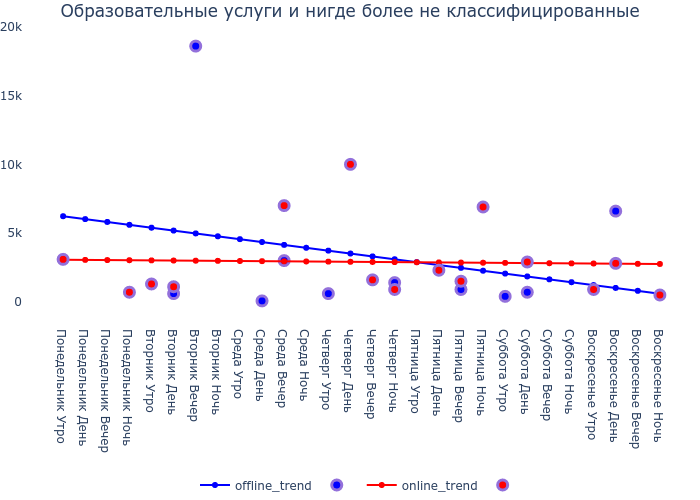 Образовательные услуги и нигде более не классифицированные
20k
15k
10k
5k
0
Понедельник Утро
Понедельник День
Понедельник Вечер
Понедельник Ночь
Вторник Утро
Вторник День
Вторник Вечер
Вторник Ночь
Среда Утро
Среда День
Среда Вечер
Среда Ночь
Четверг Утро
Четверг День
Четверг Вечер
Четверг Ночь
Пятница Утро
Пятница День
Пятница Вечер
Пятница Ночь
Суббота Утро
Суббота День
Суббота Вечер
Суббота Ночь
Воскресенье Утро
Воскресенье День
Воскресенье Вечер
Воскресенье Ночь
offline_trend
online_trend